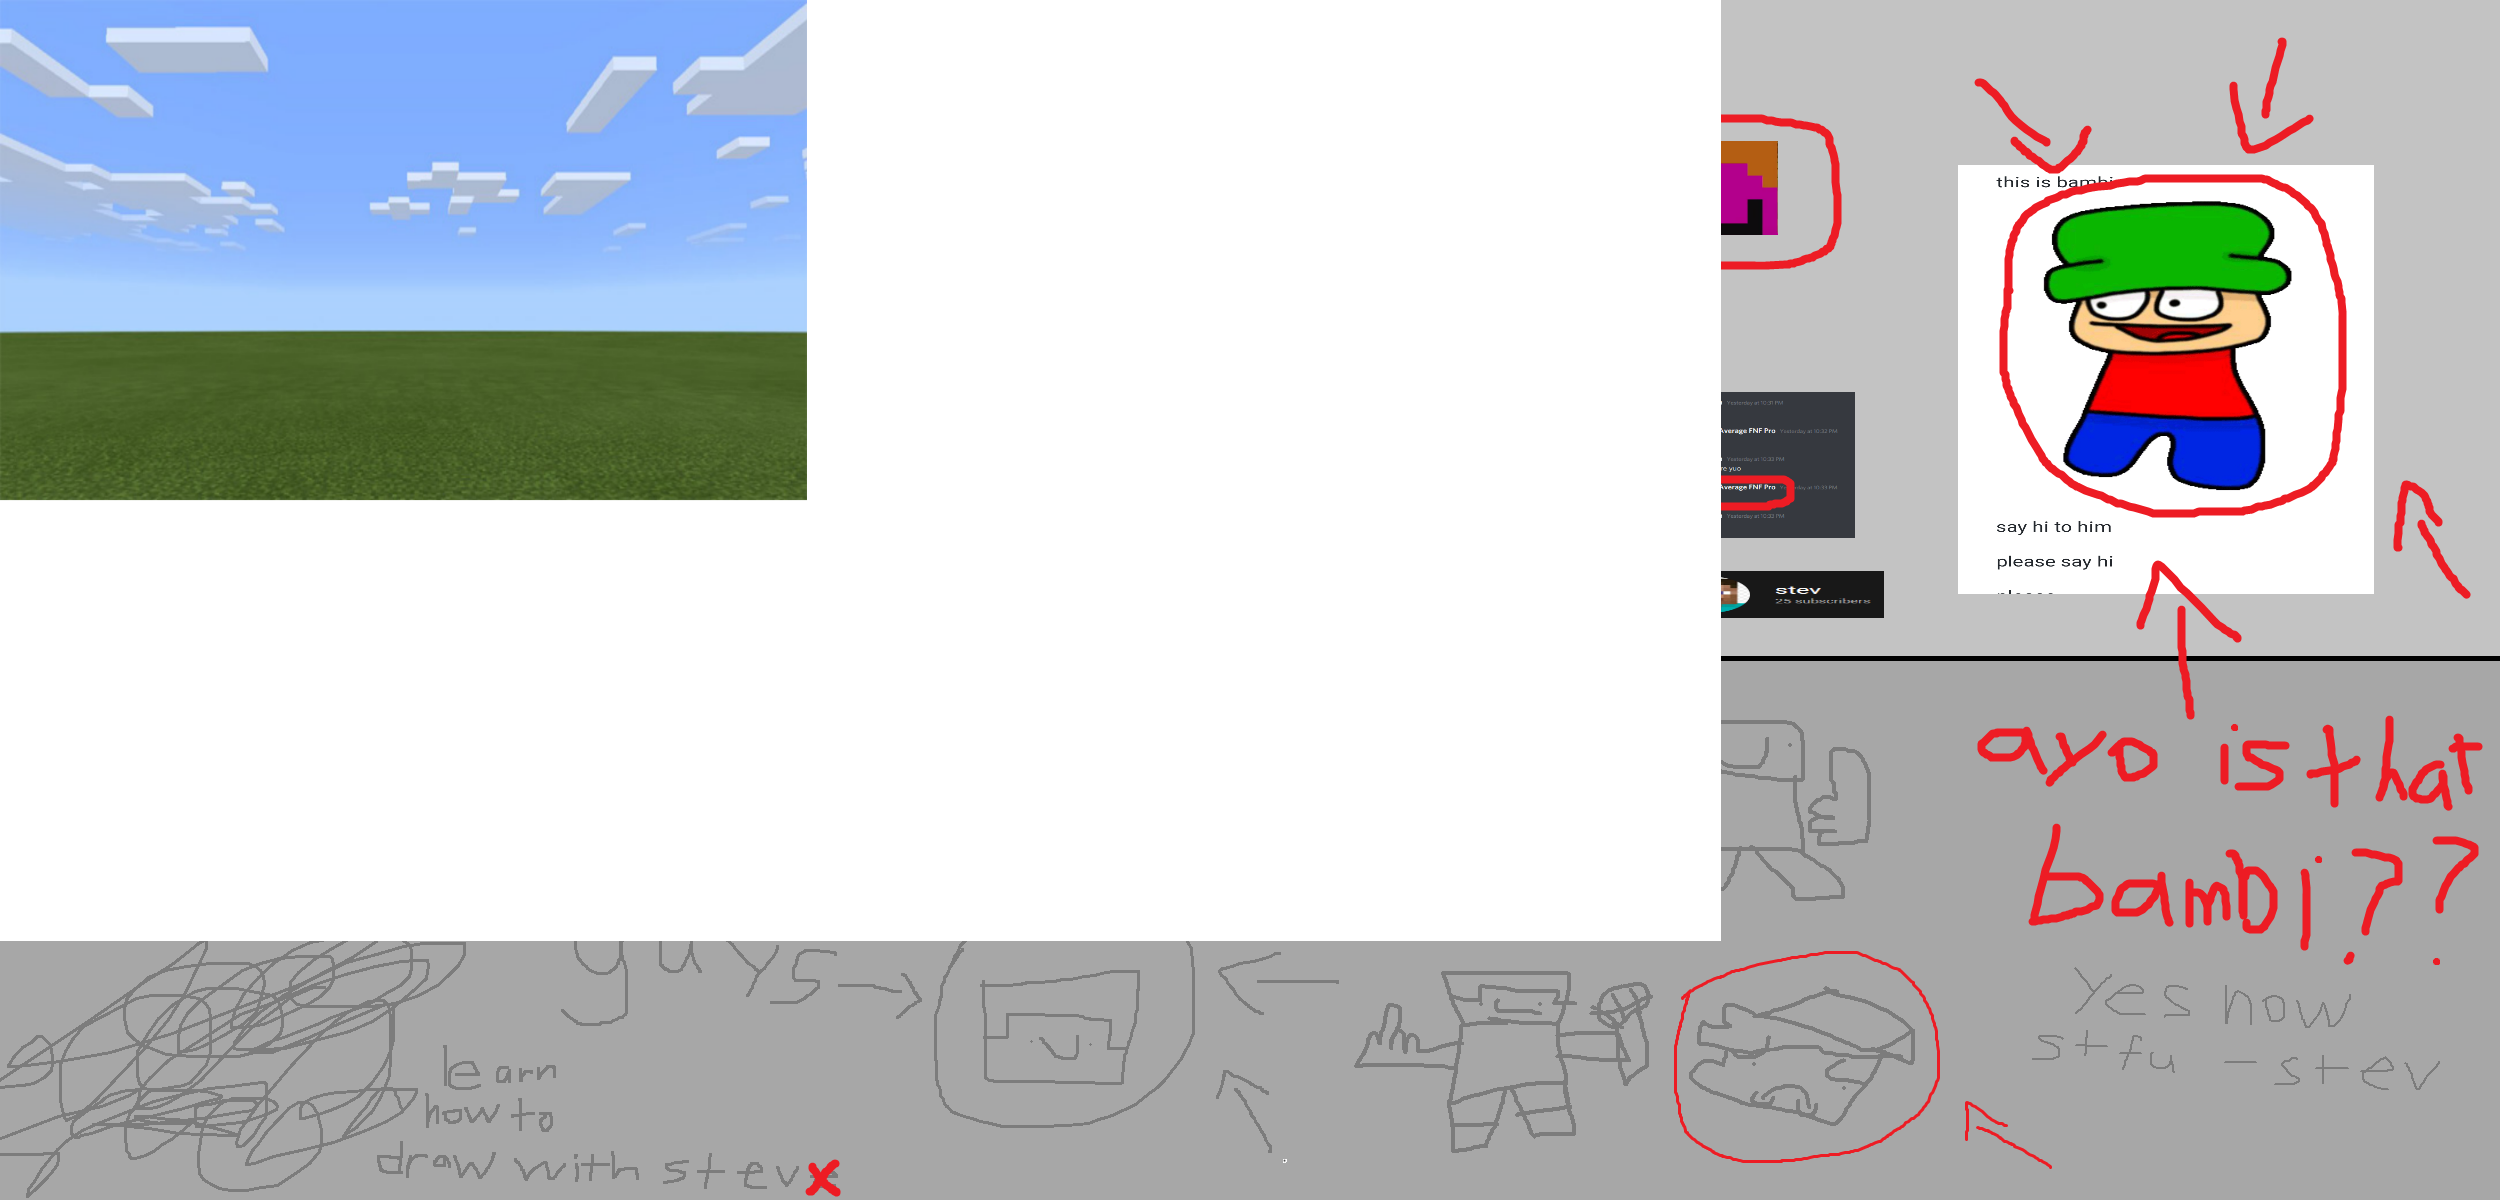 this is bambi
Yesterday at 10:31 PM
Average FNF Pro Yesterday at 10:32 PM
Yesterday at 10:33 PM
re yuo
Average FNF Pro Yesterday at 10:33 PM
Yesterday at 10:33 PM
say hi to him
please say hi
please
stev
25 subscribers
ayo is that
bambi??
guys
Yes now
stfu - stev
learn
how to
draw with stev